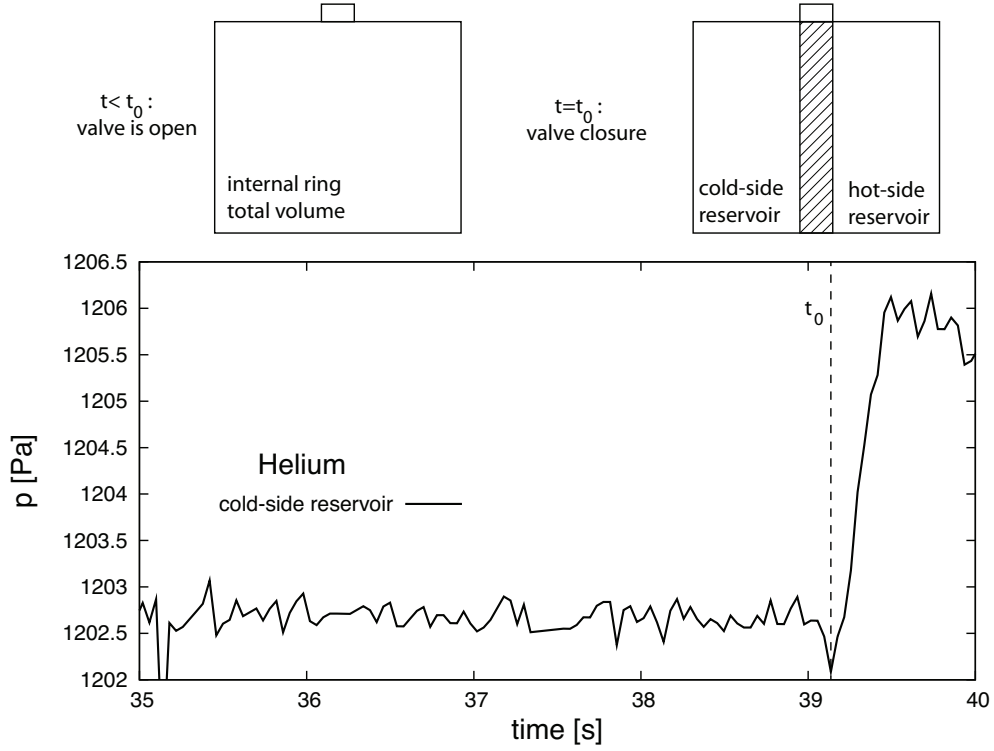 t< t0 :
valve is open
internal ring
total volume
t=t0 :
valve closure
cold-side
reservoir
hot-side
reservoir
1206.5
1206
1205.5
1205
1204.5
1204
1203.5
1203
1202.5
1202
p [Pa]
t0
Helium
cold-side reservoir
35 36 37 38 39 40
time [s]